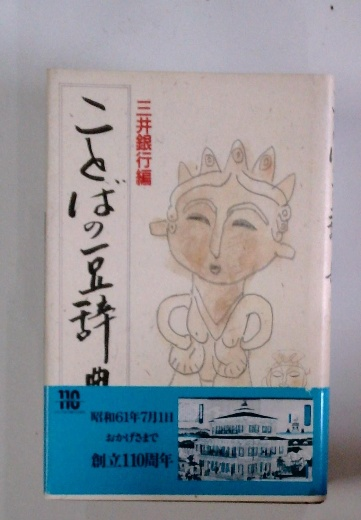 三井銀行編
ことばの豆辞典
110
昭和61年7月1日
おかげさまで
創立110周年